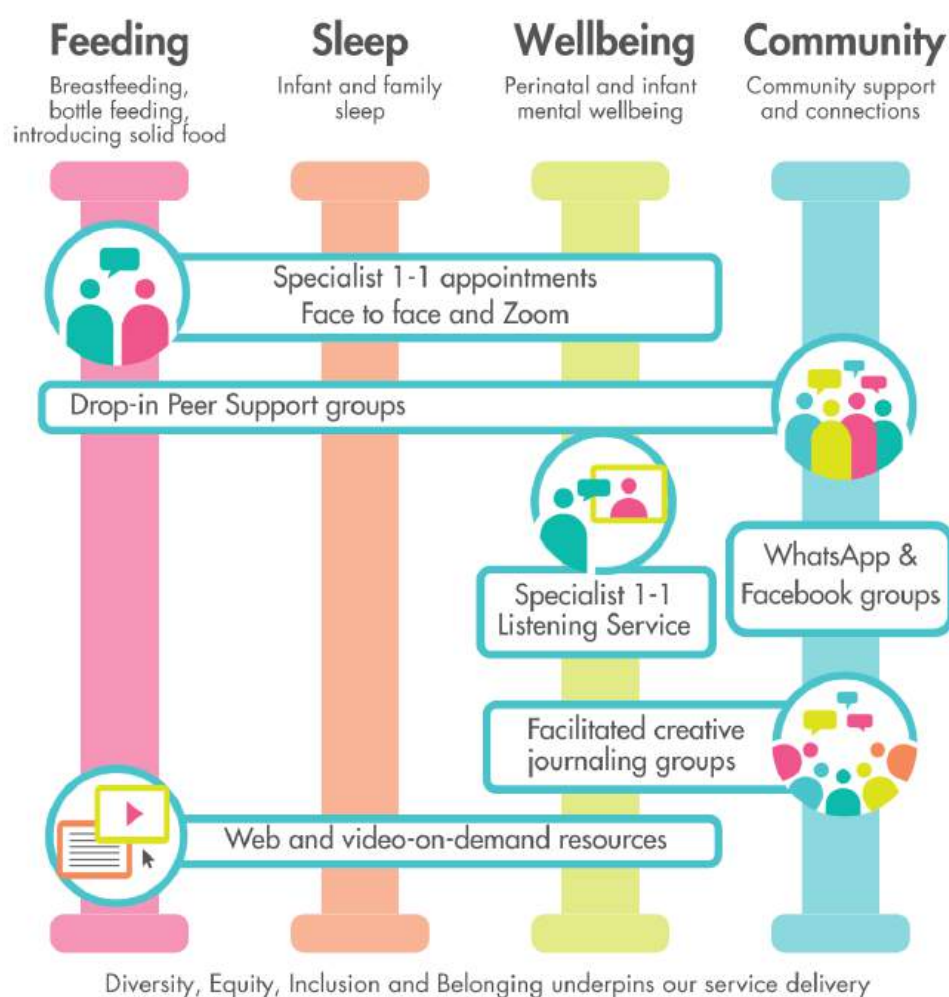 Feeding
Breastfeeding,
bottle feeding,
introducing solid food
Sleep
Infant and family
sleep
Wellbeing
Perinatal and infant
mental wellbeing
Community
Community support
and connections
Specialist 1-1 appointments
Face to face and Zoom
Drop-in Peer Support groups
Specialist 1-1
Listening Service
WhatsApp &
Facebook groups
Facilitated creative
journaling groups
Web and video-on-demand resources
Diversity, Equity, Inclusion and Belonging underpins our service delivery